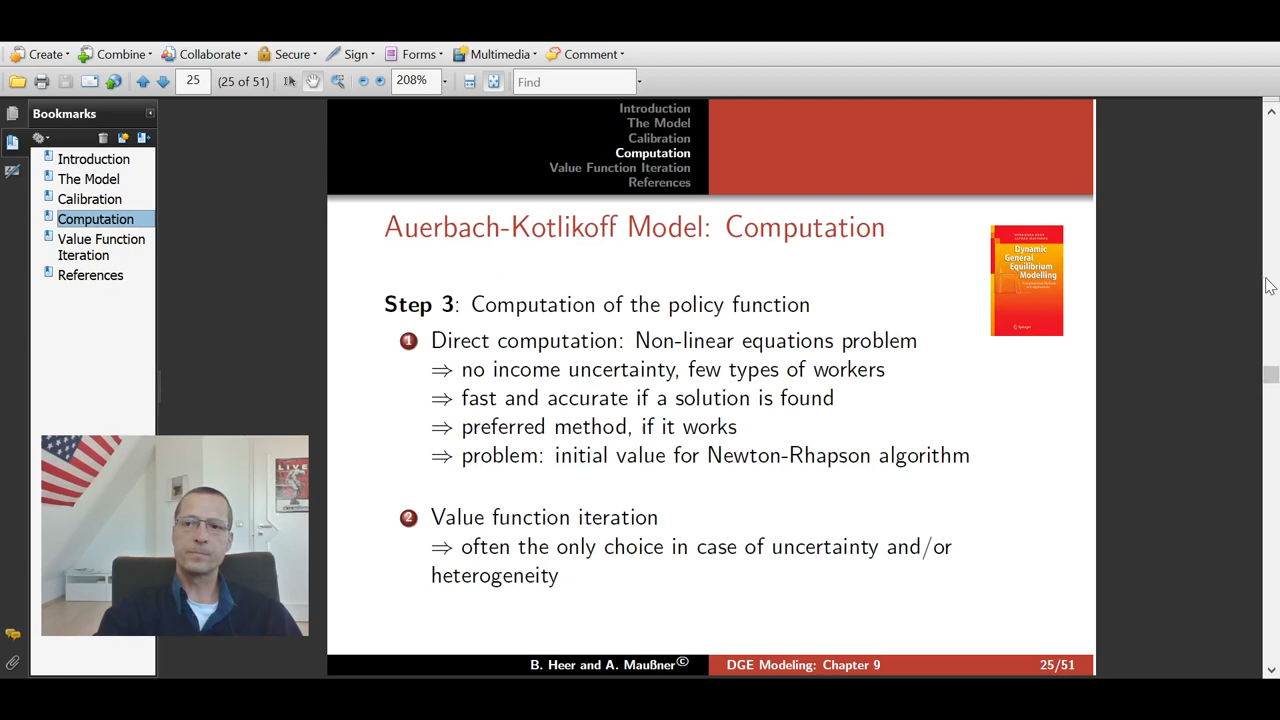 Create
Combine
Collaborate
Secure
Sign
Forms
Multimedia
Comment
25
(25 of 51)
208%
Find
Bookmarks
Introduction
The Model
Calibration
Computation
Value Function
Iteration
References
Introduction
The Model
Calibration
Computation
Value Function Iteration
References
Auerbach-Kotlikoff Model: Computation
Dynamic
General
Equilibrium
Modelling
Springer
Step 3: Computation of the policy function
1 Direct computation: Non-linear equations problem
⇒ no income uncertainty, few types of workers
⇒ fast and accurate if a solution is found
⇒ preferred method, if it works
⇒ problem: initial value for Newton-Rhapson algorithm
2 Value function iteration
⇒ often the only choice in case of uncertainty and/or
heterogeneity
LIVE
B. Heer and A. Maußner©
DGE Modeling: Chapter 9
25/51